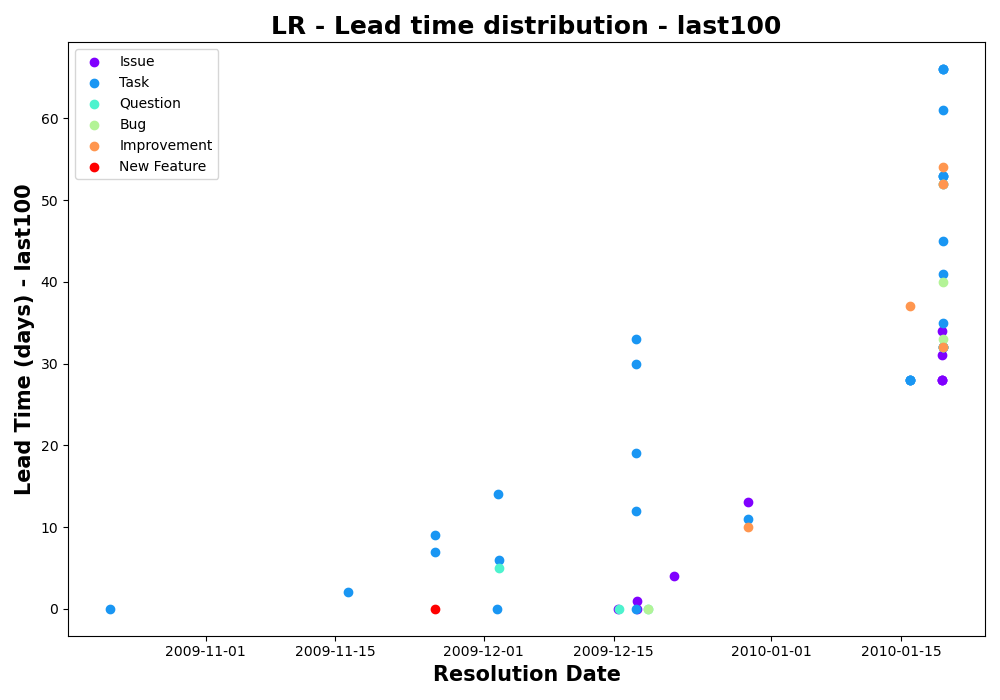 LR - Lead time distribution - last100
Issue
Task
Question
Bug
Improvement
New Feature
Lead Time (days) - last100
60
50
40
30
20
10
0
2009-11-01
2009-11-15
2009-12-01
2009-12-15
2010-01-01
2010-01-15
Resolution Date